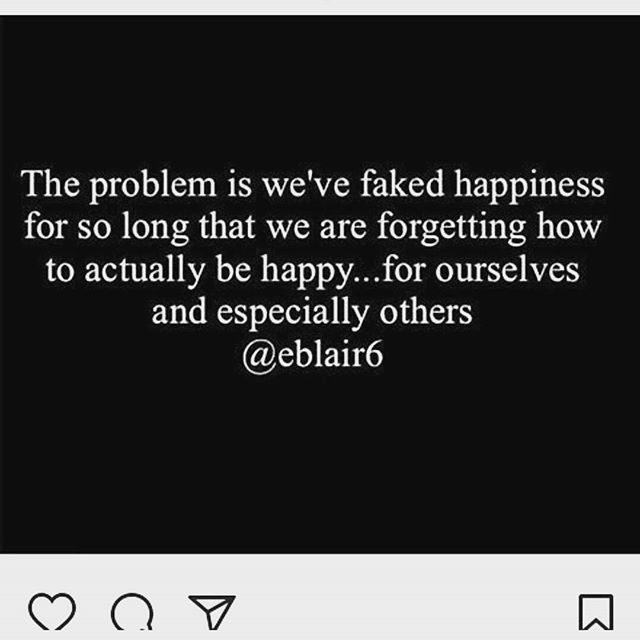 The problem is we've faked happiness
for so long that we are forgetting how
to actually be happy...for ourselves
and especially others
@eblair6